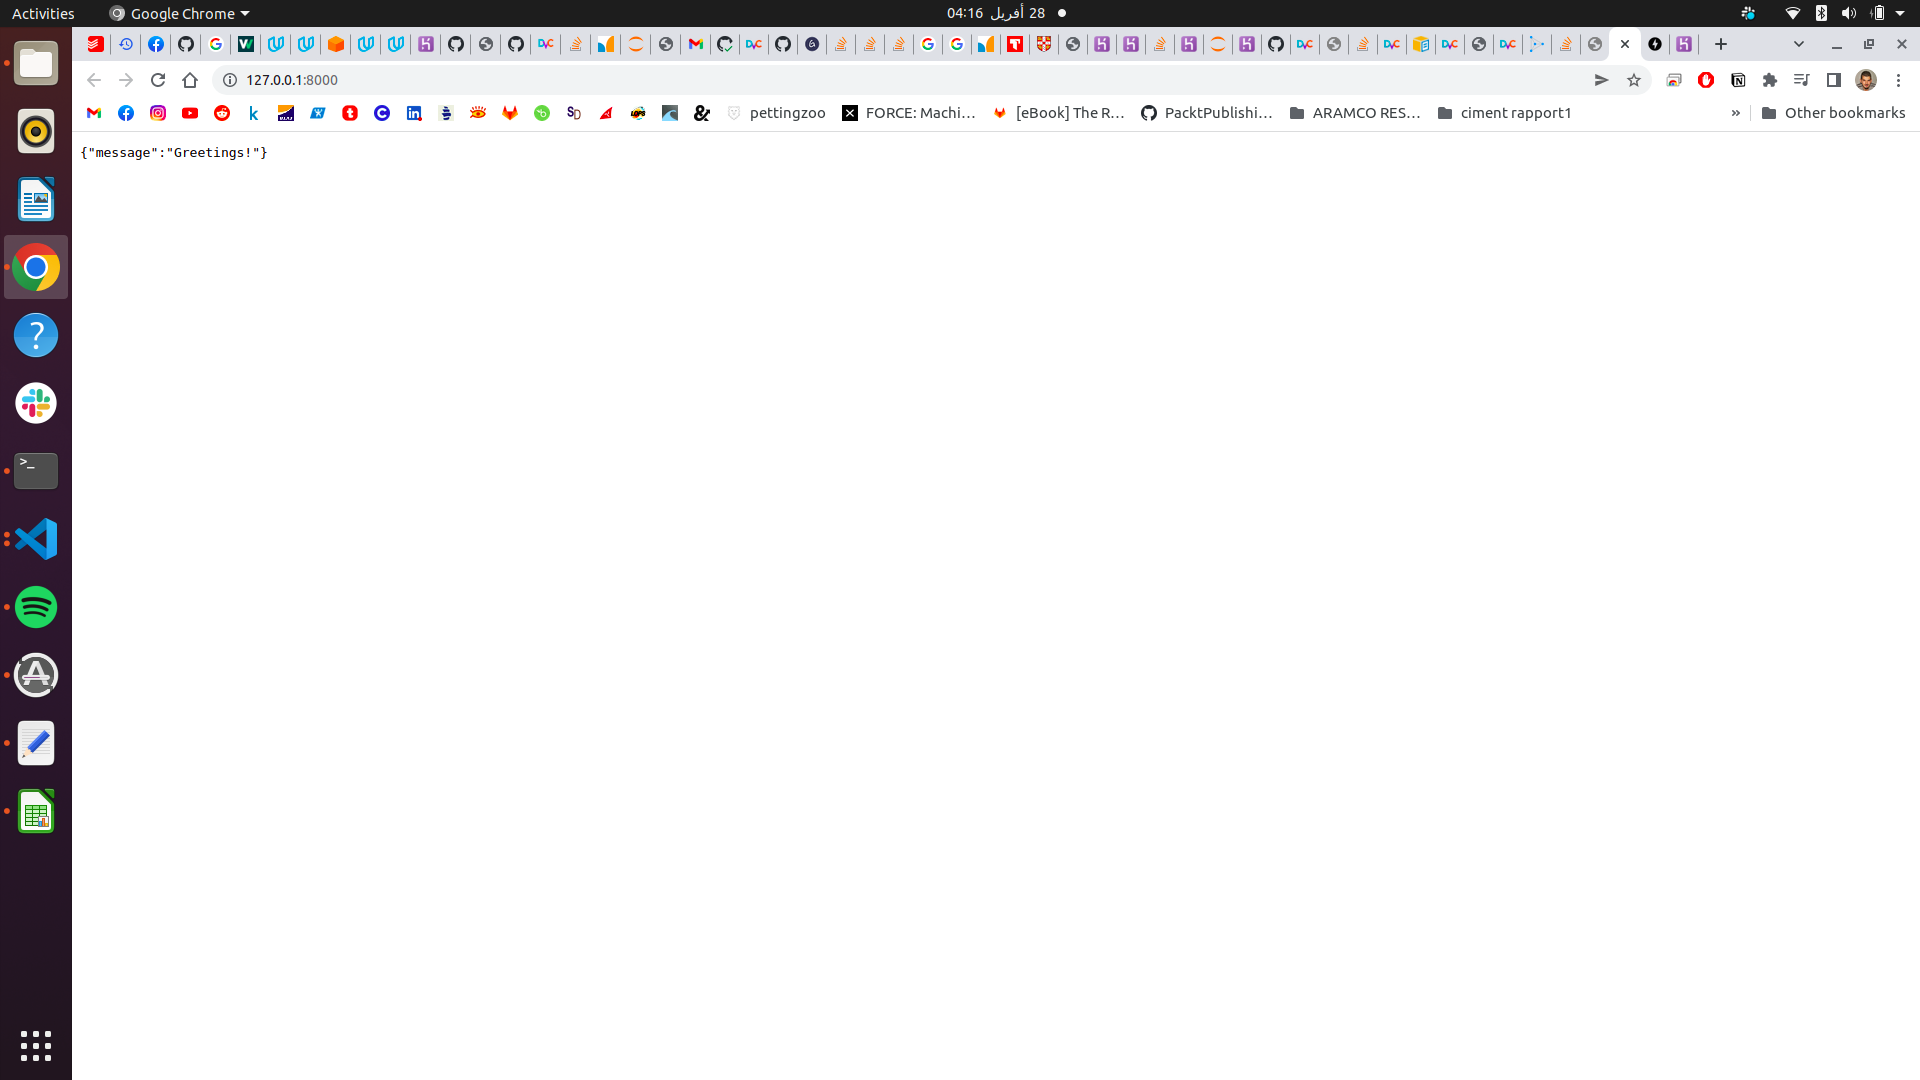 Activities
Google Chrome
28 أفريل 04:16
127.0.0.1:8000
pettingzoo
FORCE: Machi...
[eBook] The R...
PacktPublishi...
ARAMCO RES...
ciment rapport1
»
Other bookmarks
{"message":"Greetings!"}